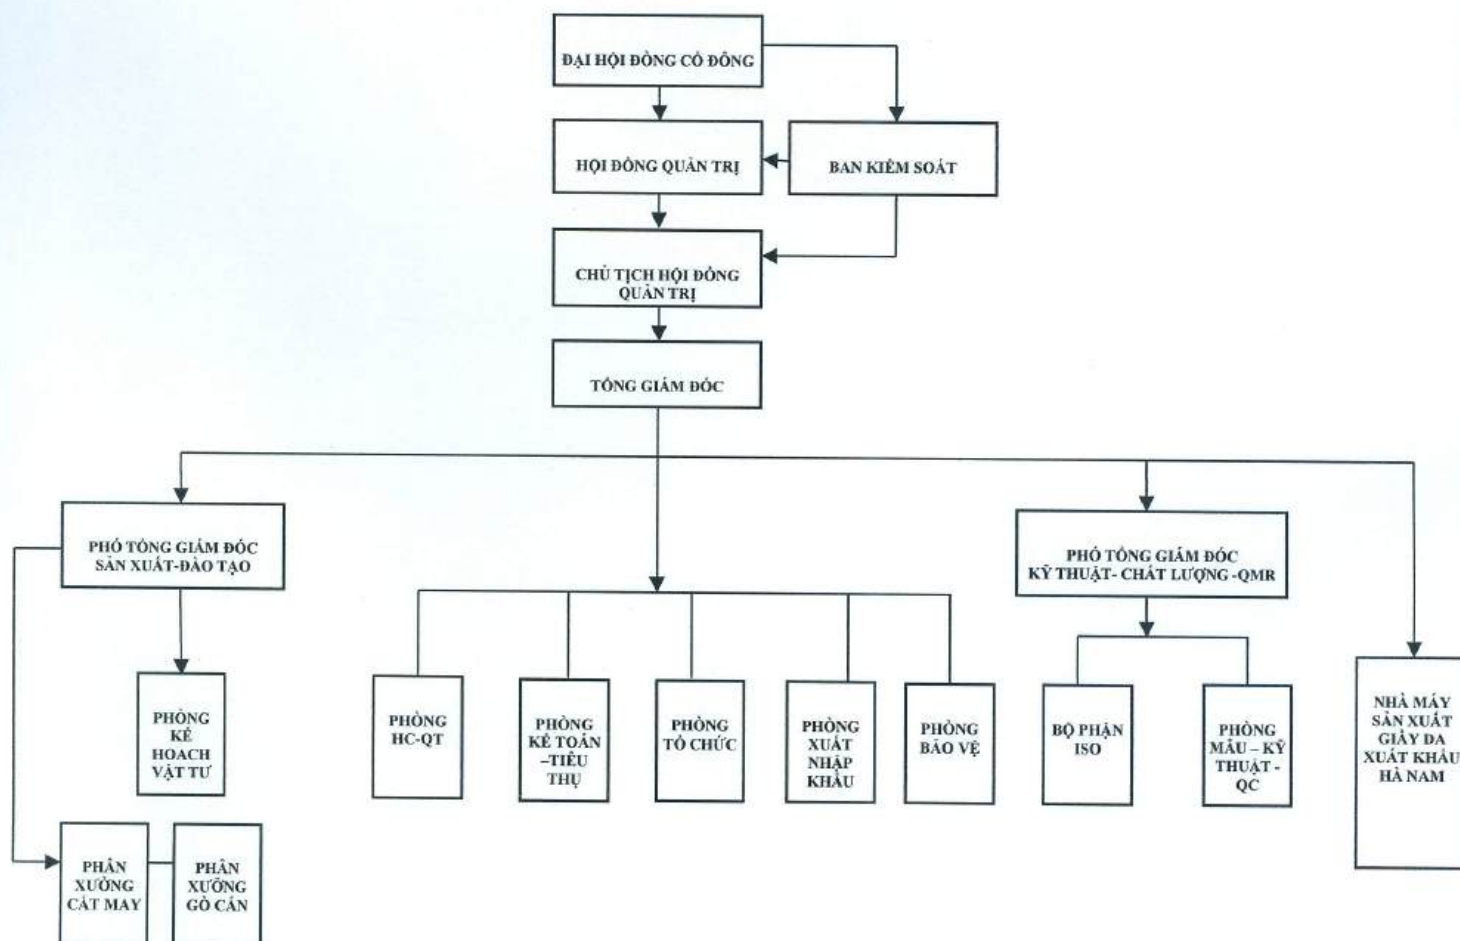 ĐẠI HỘI ĐỒNG CỔ ĐÔNG
HỘI ĐỒNG QUẢN TRỊ
BAN KIỂM SOÁT
CHỦ TỊCH HỘI ĐỒNG
QUẢN TRỊ
TỔNG GIÁM ĐỐC
PHÓ TỔNG GIÁM ĐỐC
SẢN XUẤT-ĐÀO TẠO
PHÓ TỔNG GIÁM ĐỐC
KỸ THUẬT- CHẤT LƯỢNG -QMR
PHÒNG
KẾ
HOẠCH
VẬT TƯ
PHÒNG
HC-QT
PHÒNG
KẾ TOÁN
–TIÊU
THỤ
PHÒNG
TỔ CHỨC
PHÒNG
XUẤT
NHẬP
KHẨU
PHÒNG
BẢO VỆ
BỘ PHẬN
ISO
PHÒNG
MẪU – KỸ
THUẬT -
QC
NHÀ MÁY
SẢN XUẤT
GIẦY DA
XUẤT KHẨU
HÀ NAM
PHÂN
XƯỞNG
CẮT MAY
PHÂN
XƯỞNG
GÒ CÁN